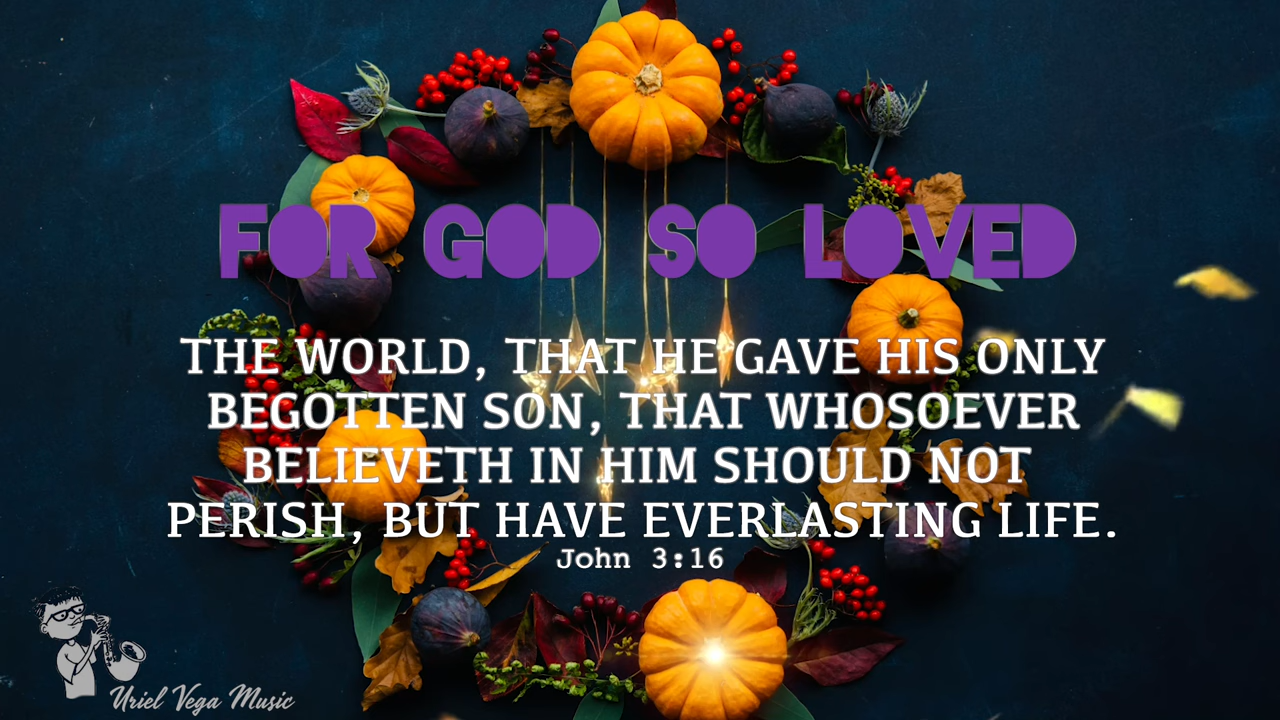 FOR GOD SO LOVED
THE WORLD, THAT HE GAVE HIS ONLY
BEGOTTEN SON, THAT WHOSOEVER
BELIEVETH IN HIM SHOULD NOT
PERISH, BUT HAVE EVERLASTING LIFE.
John 3:16
Uriel Vega Music